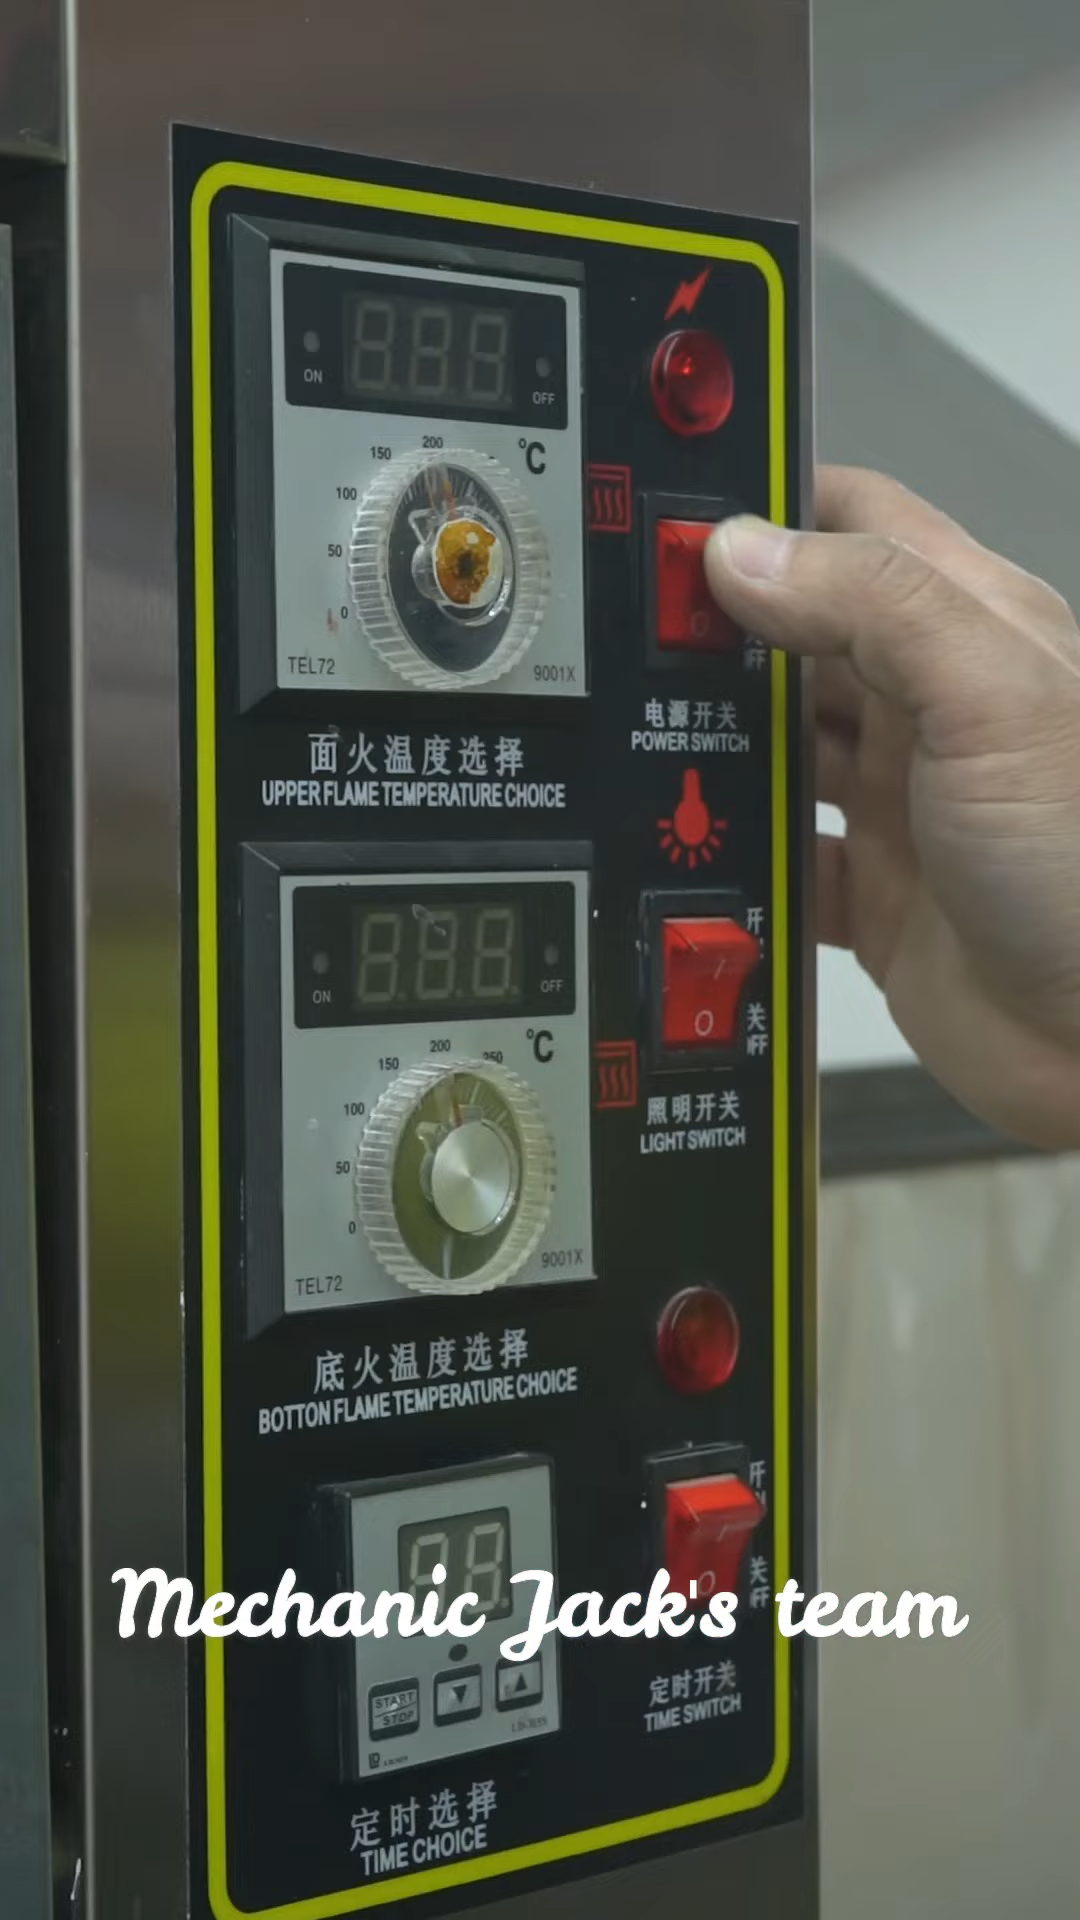 ON
OFF
°C
200
150
100
50
0
TEL72
9001X
面火温度选择
UPPER FLAME TEMPERATURE CHOICE
O
电源开关
POWER SWITCH
ON
OFF
°C
200
150
250
100
50
0
TEL72
9001X
底火温度选择
BOTTON FLAME TEMPERATURE CHOICE
开
O
关
照明开关
LIGHT SWITCH
开
O
关
定时开关
TIME SWITCH
Mechanic Jack's team
START
STOP
定时选择
TIME CHOICE